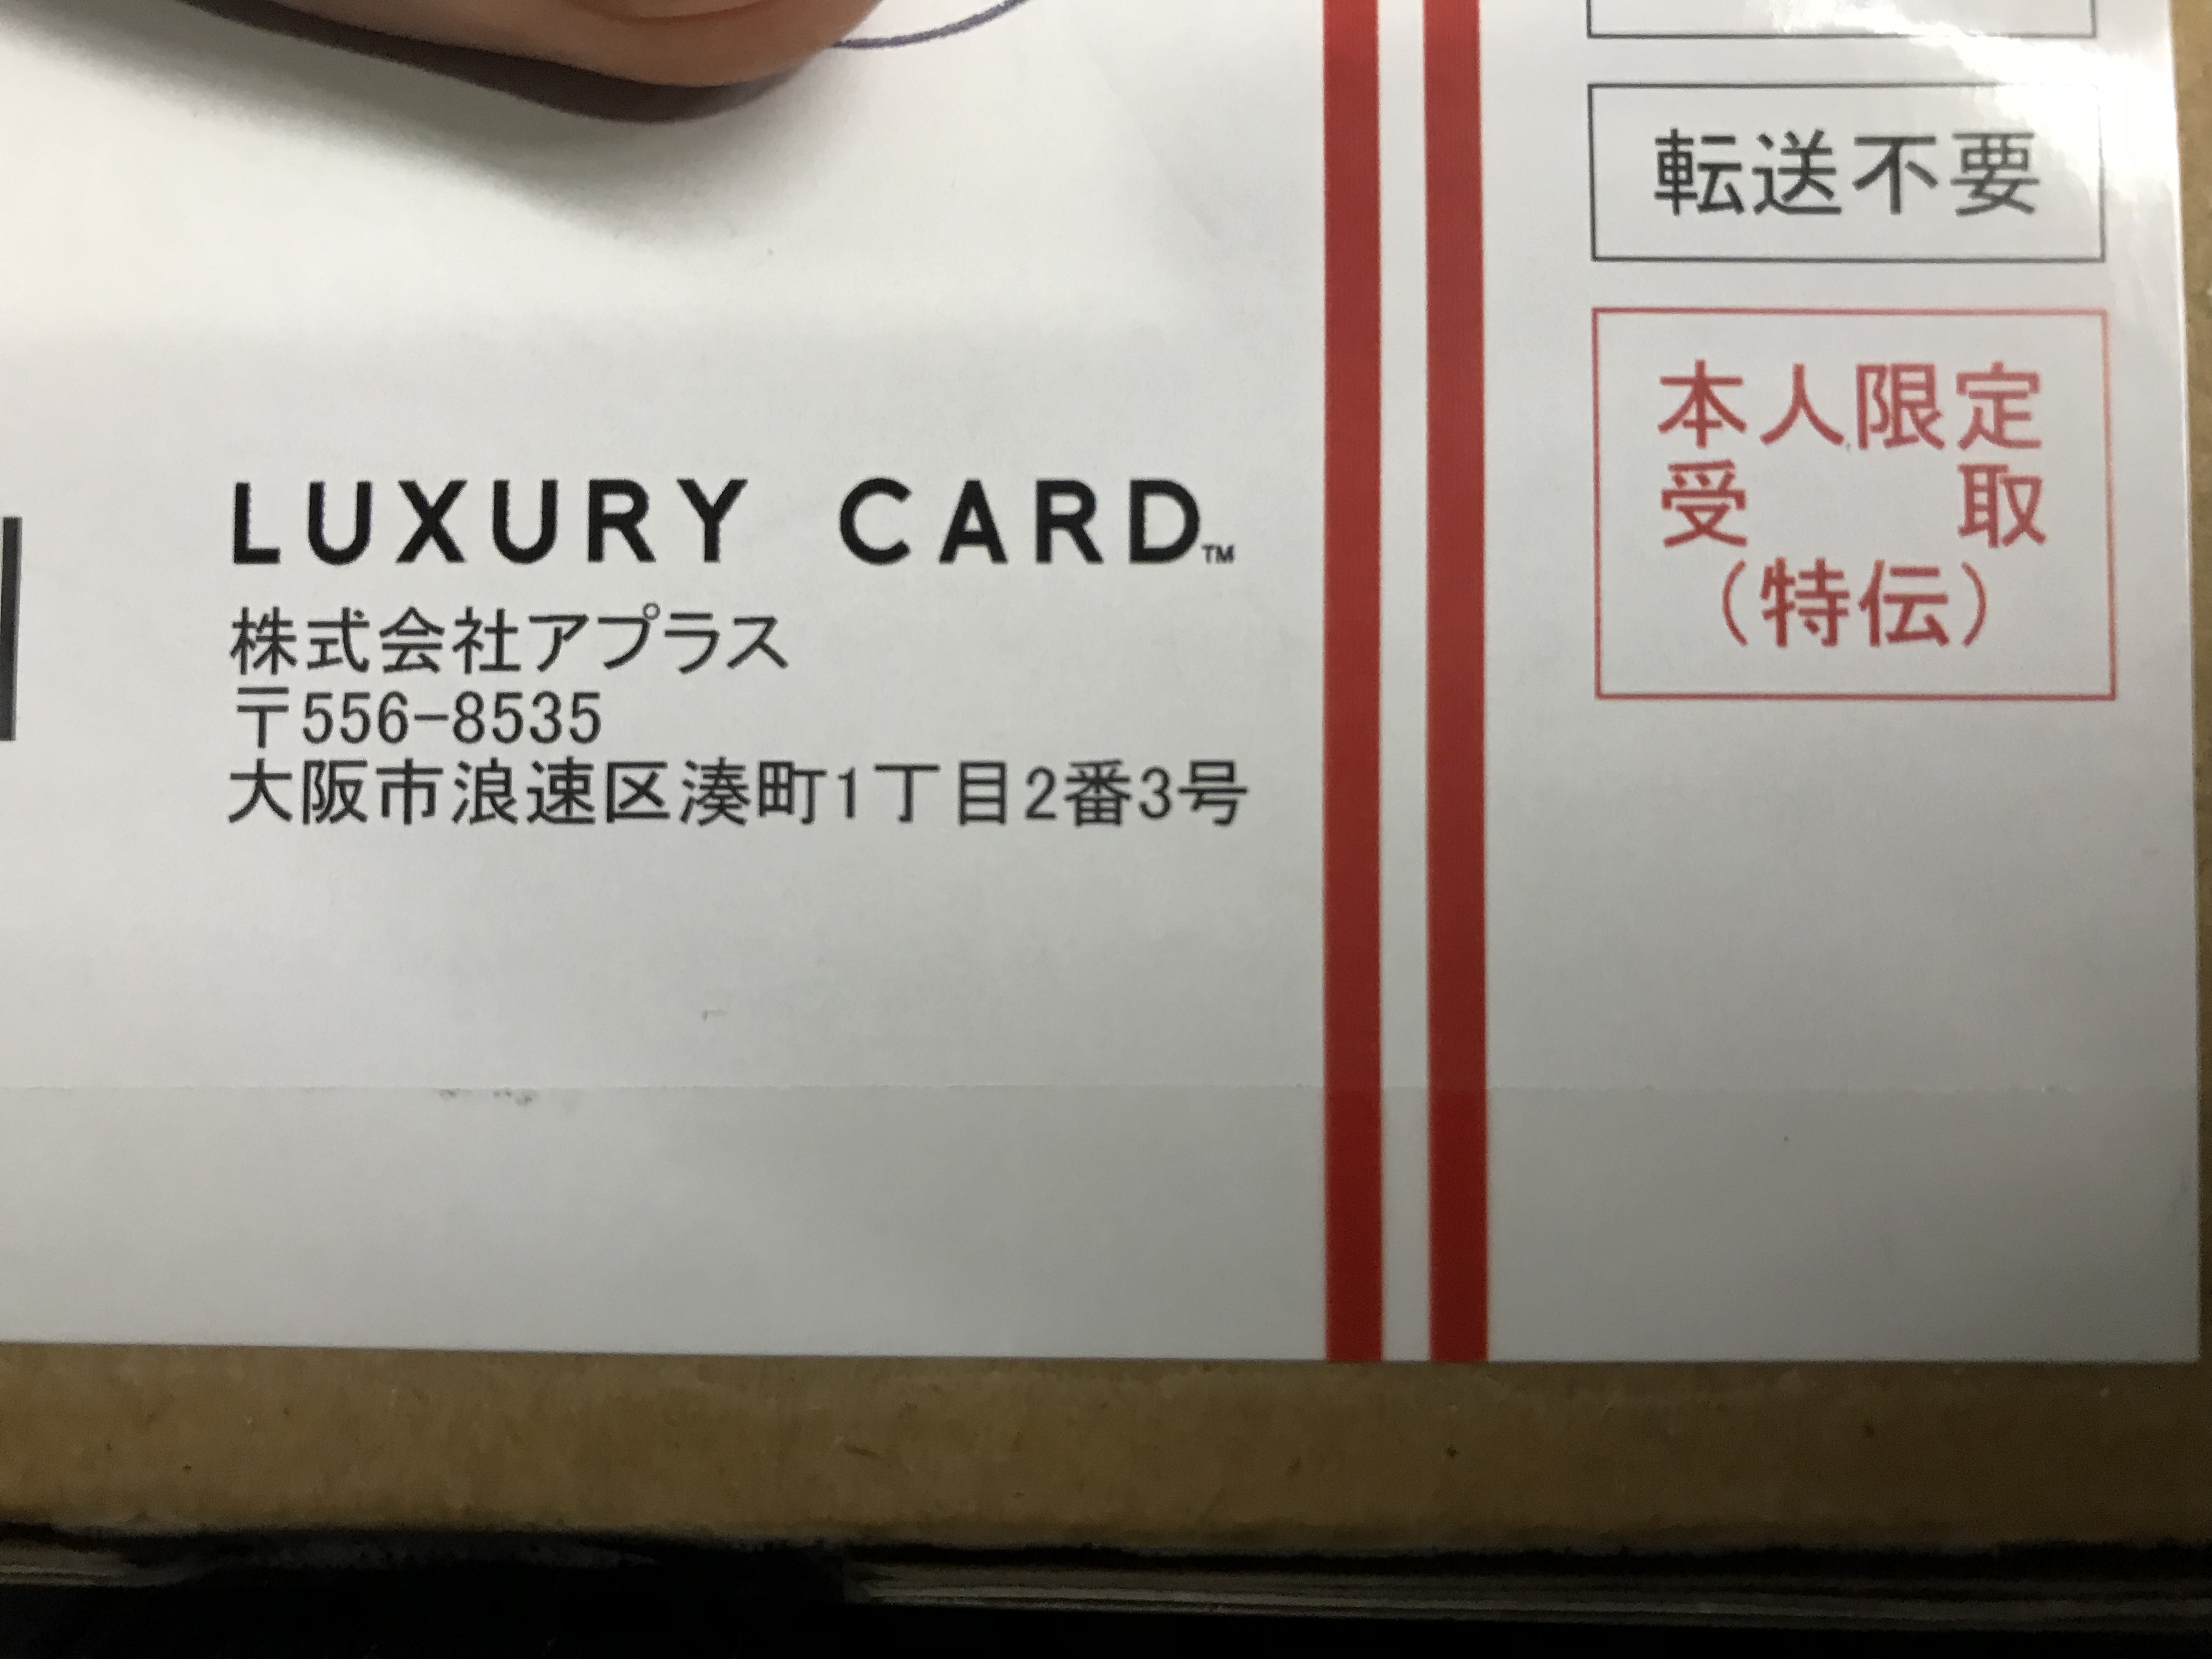 LUXURY CARD™
株式会社アプラス
〒556-8535
大阪市浪速区湊町1丁目2番3号
転送不要
本人限定
受 取
(特伝)